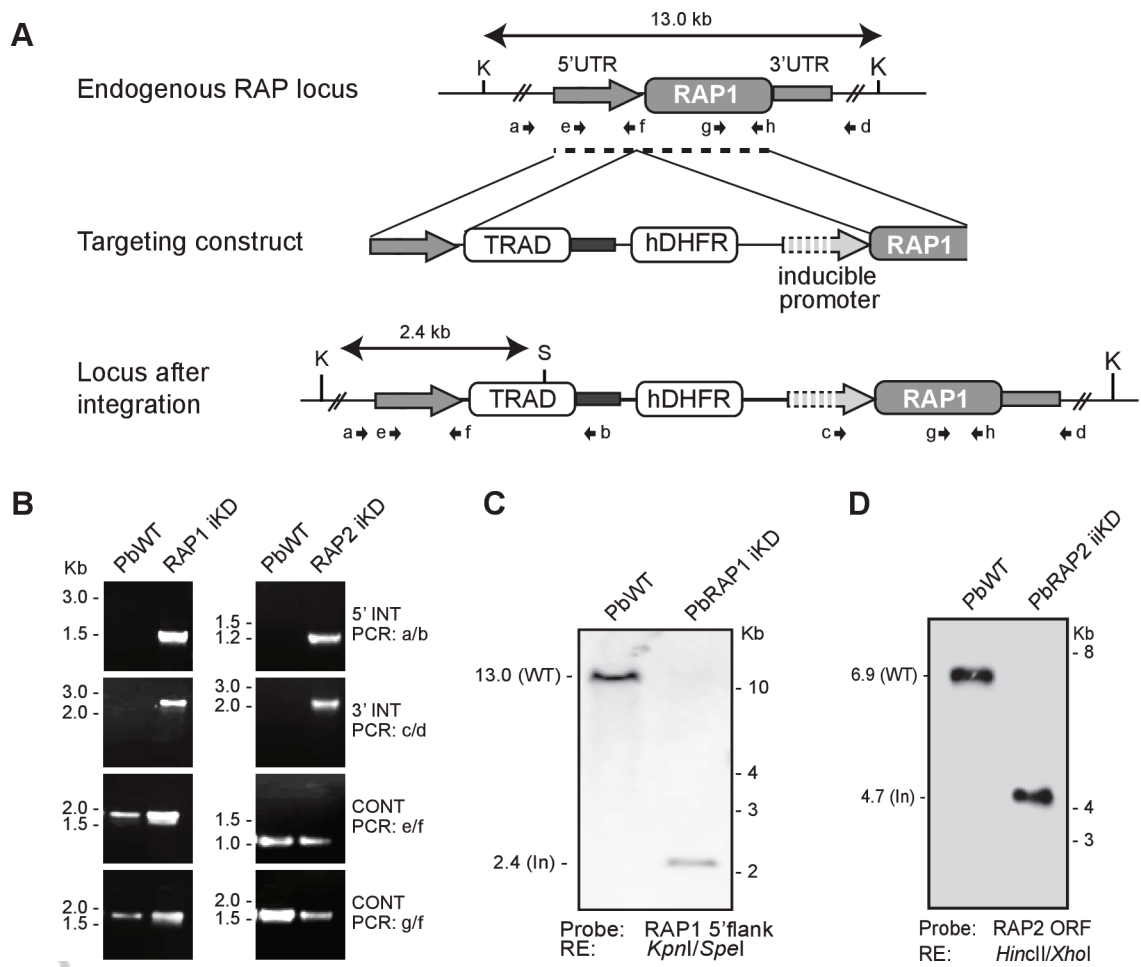 A
13.0 kb
Endogenous RAP locus
K
5'UTR
RAP1
3'UTR
K
a
e
f
g
h
d
Targeting construct
TRAD
hDHFR
RAP1
inducible
promoter
2.4 kb
Locus after
integration
K
S
TRAD
hDHFR
RAP1
K
a
e
f
b
c
g
h
d
B
PbWT
RAP1 iKD
PbWT
RAP2 iKD
Kb
3.0 -
1.5 -
1.5 -
1.2 -
5' INT
PCR: a/b
3.0 -
2.0 -
3.0 -
2.0 -
3' INT
PCR: c/d
2.0 -
1.5 -
1.5 -
1.0 -
CONT
PCR: e/f
2.0 -
1.5 -
2.0 -
1.5 -
CONT
PCR: g/f
C
PbWT
PbRAP1 iKD
Kb
13.0 (WT) -
- 10
- 4
- 3
2.4 (In) -
- 2
Probe: RAP1 5'flank
RE: KpnI/SpeI
D
PbWT
PbRAP2 iiKD
Kb
- 8
6.9 (WT) -
4.7 (In) -
- 4
- 3
Probe: RAP2 ORF
RE: HincII/XhoI